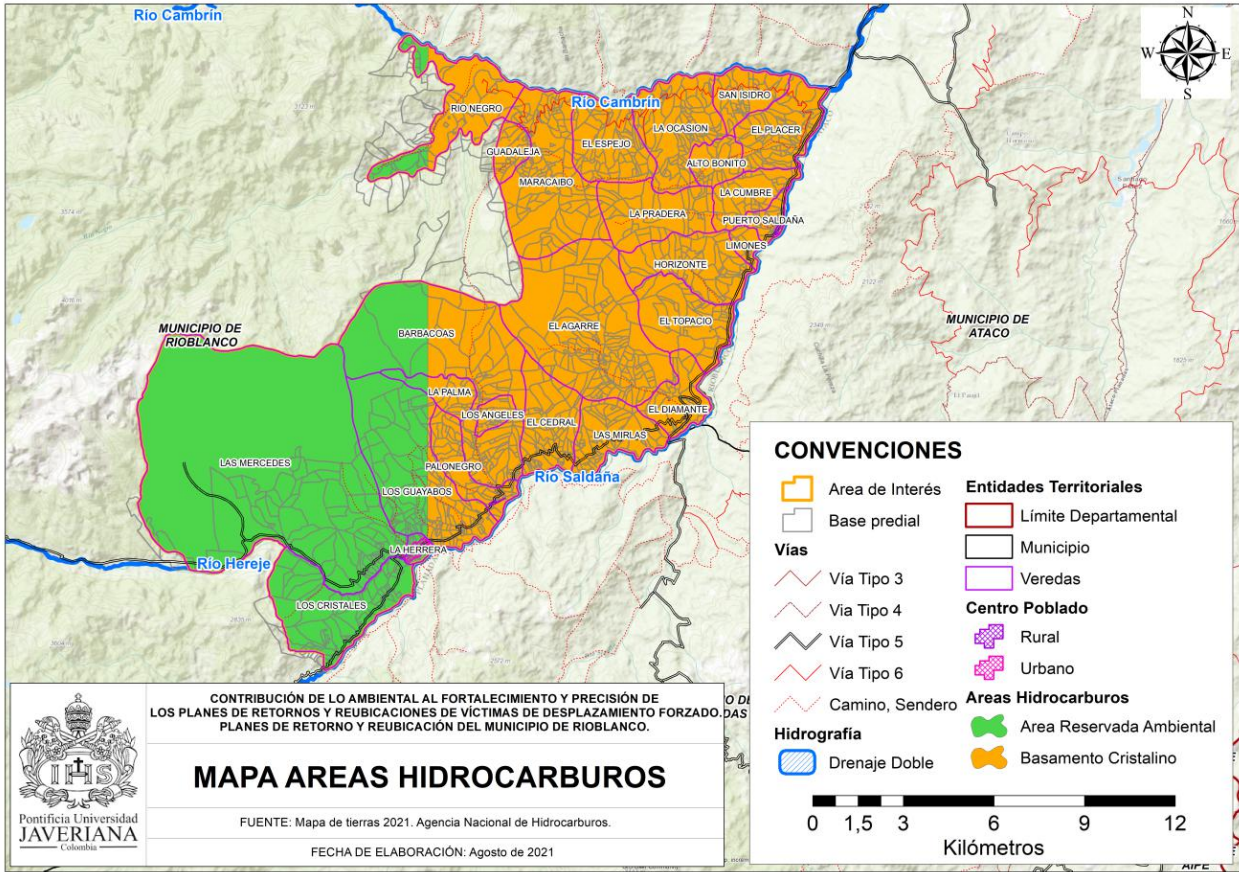 Río Cambrín
N
W
E
S
RIO NEGRO
Río Cambrín
SAN ISIDRO
LA OCASION
EL PLACER
EL ESPEJO
GUADALEJA
ALTO BONITO
MARACAIBO
LA CUMBRE
LA PRADERA
PUERTO SALDAÑA
LIMONES
HORIZONTE
EL TOPACIO
MUNICIPIO DE
ATACO
MUNICIPIO DE
RIOBLANCO
BARBACOAS
EL AGARRE
LA PALMA
LOS ANGELES
EL DIAMANTE
EL CEDRAL
LAS MIRLAS
LAS MERCEDES
PALONEGRO
Río Saldaña
LOS GUAYABOS
LA HERRERA
Río Hereje
LOS CRISTALES
CONVENCIONES
Area de Interés
Base predial
Vías
Vía Tipo 3
Via Tipo 4
Vía Tipo 5
Vía Tipo 6
Camino, Sendero
Hidrografía
Drenaje Doble
Entidades Territoriales
Límite Departamental
Municipio
Veredas
Centro Poblado
Rural
Urbano
Areas Hidrocarburos
Area Reservada Ambiental
Basamento Cristalino
0 1,5 3 6 9 12
Kilómetros
CONTRIBUCIÓN DE LO AMBIENTAL AL FORTALECIMIENTO Y PRECISIÓN DE
LOS PLANES DE RETORNOS Y REUBICACIONES DE VÍCTIMAS DE DESPLAZAMIENTO FORZADO.
PLANES DE RETORNO Y REUBICACIÓN DEL MUNICIPIO DE RIOBLANCO.
MAPA AREAS HIDROCARBUROS
FUENTE: Mapa de tierras 2021. Agencia Nacional de Hidrocarburos.
FECHA DE ELABORACIÓN: Agosto de 2021
IHS
Pontificia Universidad
JAVERIANA
Colombia
AIPE